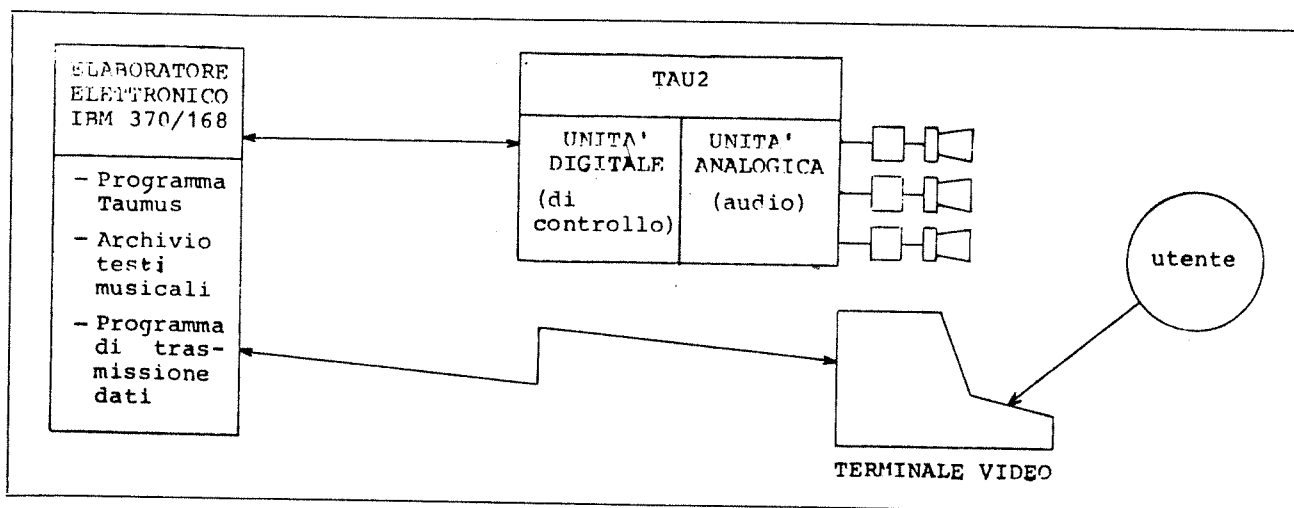 ELABORATORE
ELETTRONICO
IBM 370/168
- Programma
Taumus
- Archivio
testi
musicali
- Programma
di tras-
missione
dati
TAU2
UNITA'
DIGITALE
(di
controllo)
UNITA'
ANALOGICA
(audio)
utente
TERMINALE VIDEO